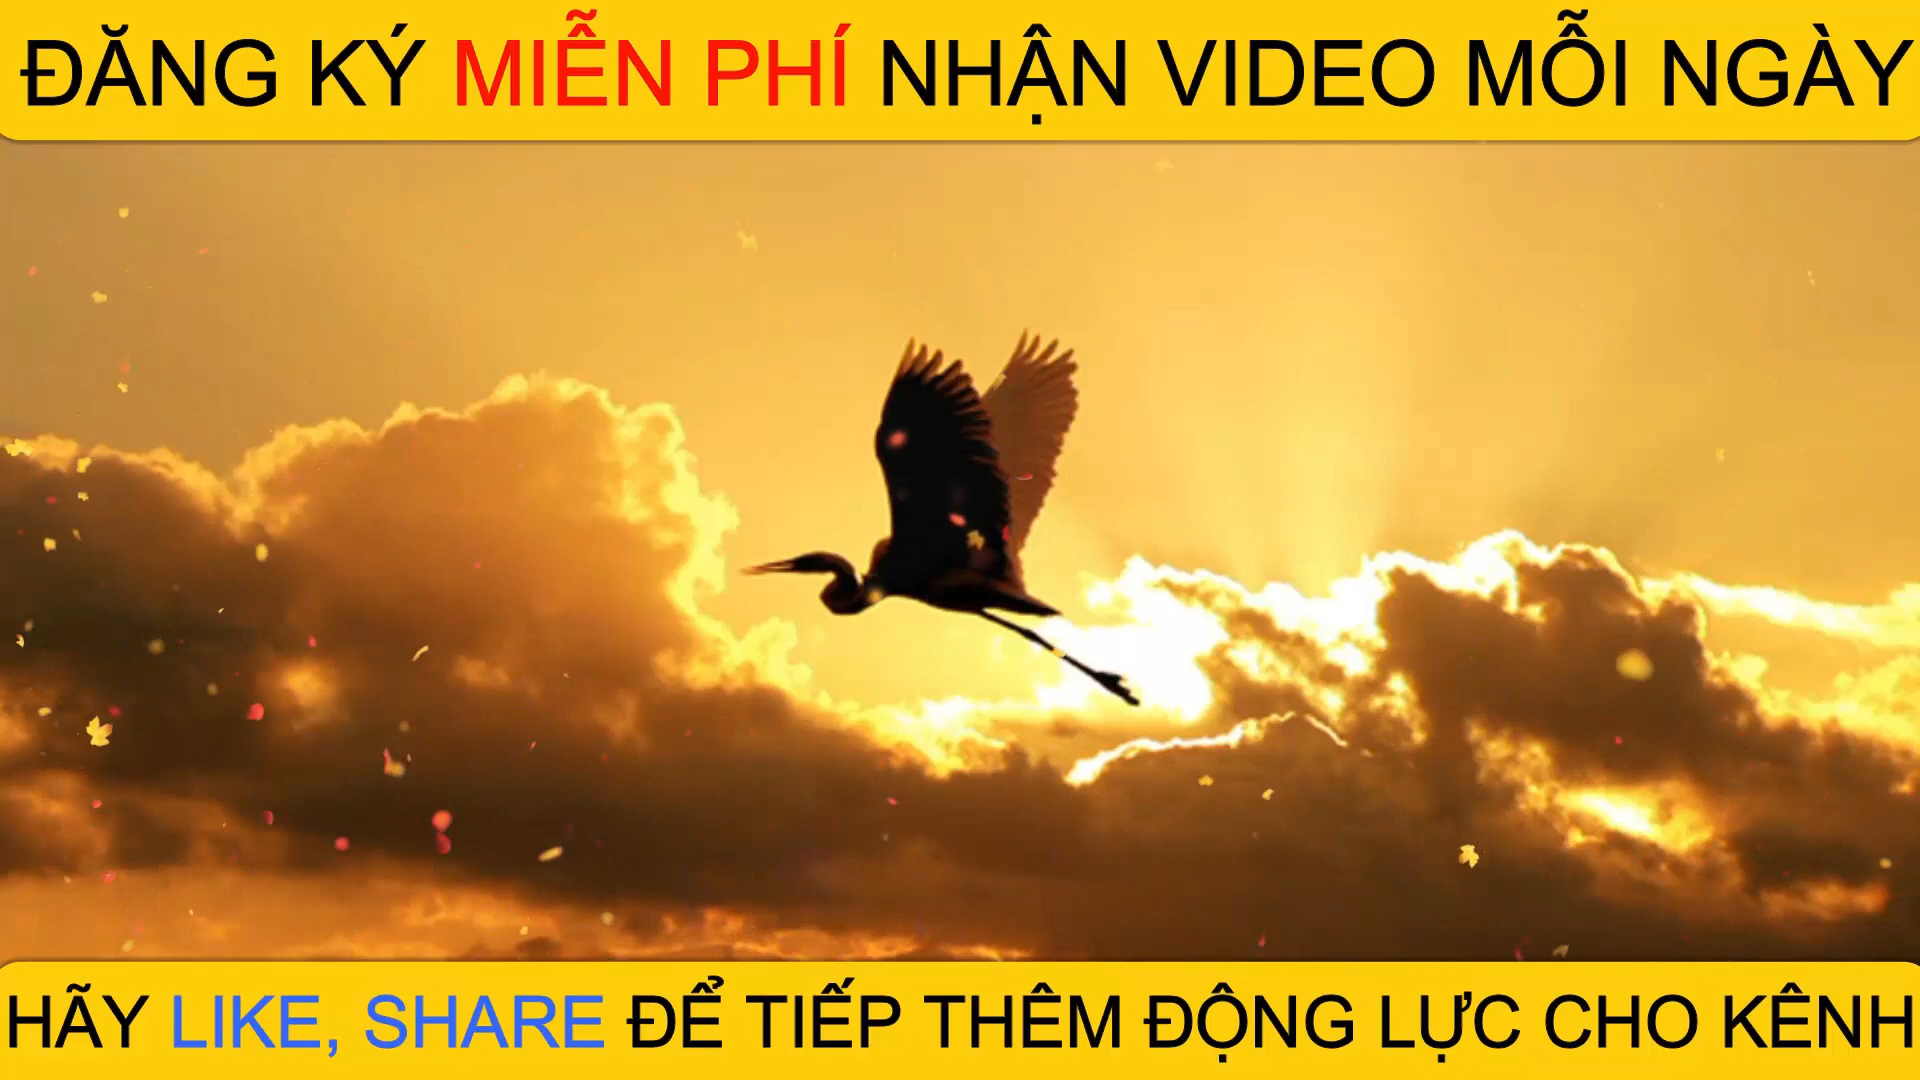 ĐĂNG KÝ MIỄN PHÍ NHẬN VIDEO MỖI NGÀY
HÃY LIKE, SHARE ĐỂ TIẾP THÊM ĐỘNG LỰC CHO KÊNH